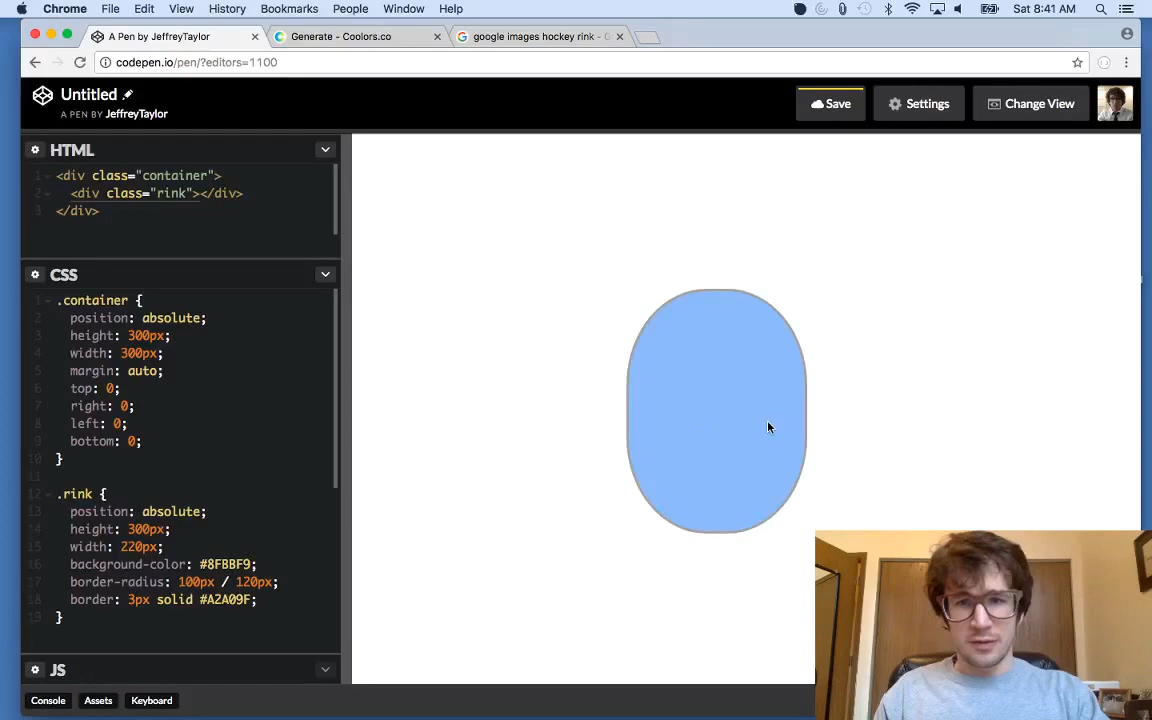 Chrome File Edit View History Bookmarks People Window Help Sat 8:41 AM
A Pen by JeffreyTaylor Generate - Coolors.co google images hockey rink - G
codepen.io/pen/?editors=1100
Untitled
A PEN BY JeffreyTaylor
Save Settings Change View
HTML
1 <div class="container">
2 <div class="rink"></div>
3 </div>
CSS
1 .container {
2 position: absolute;
3 height: 300px;
4 width: 300px;
5 margin: auto;
6 top: 0;
7 right: 0;
8 left: 0;
9 bottom: 0;
10 }
11
12 .rink {
13 position: absolute;
14 height: 300px;
15 width: 220px;
16 background-color: #8FBBF9;
17 border-radius: 100px / 120px;
18 border: 3px solid #A2A09F;
19 }
JS
Console Assets Keyboard